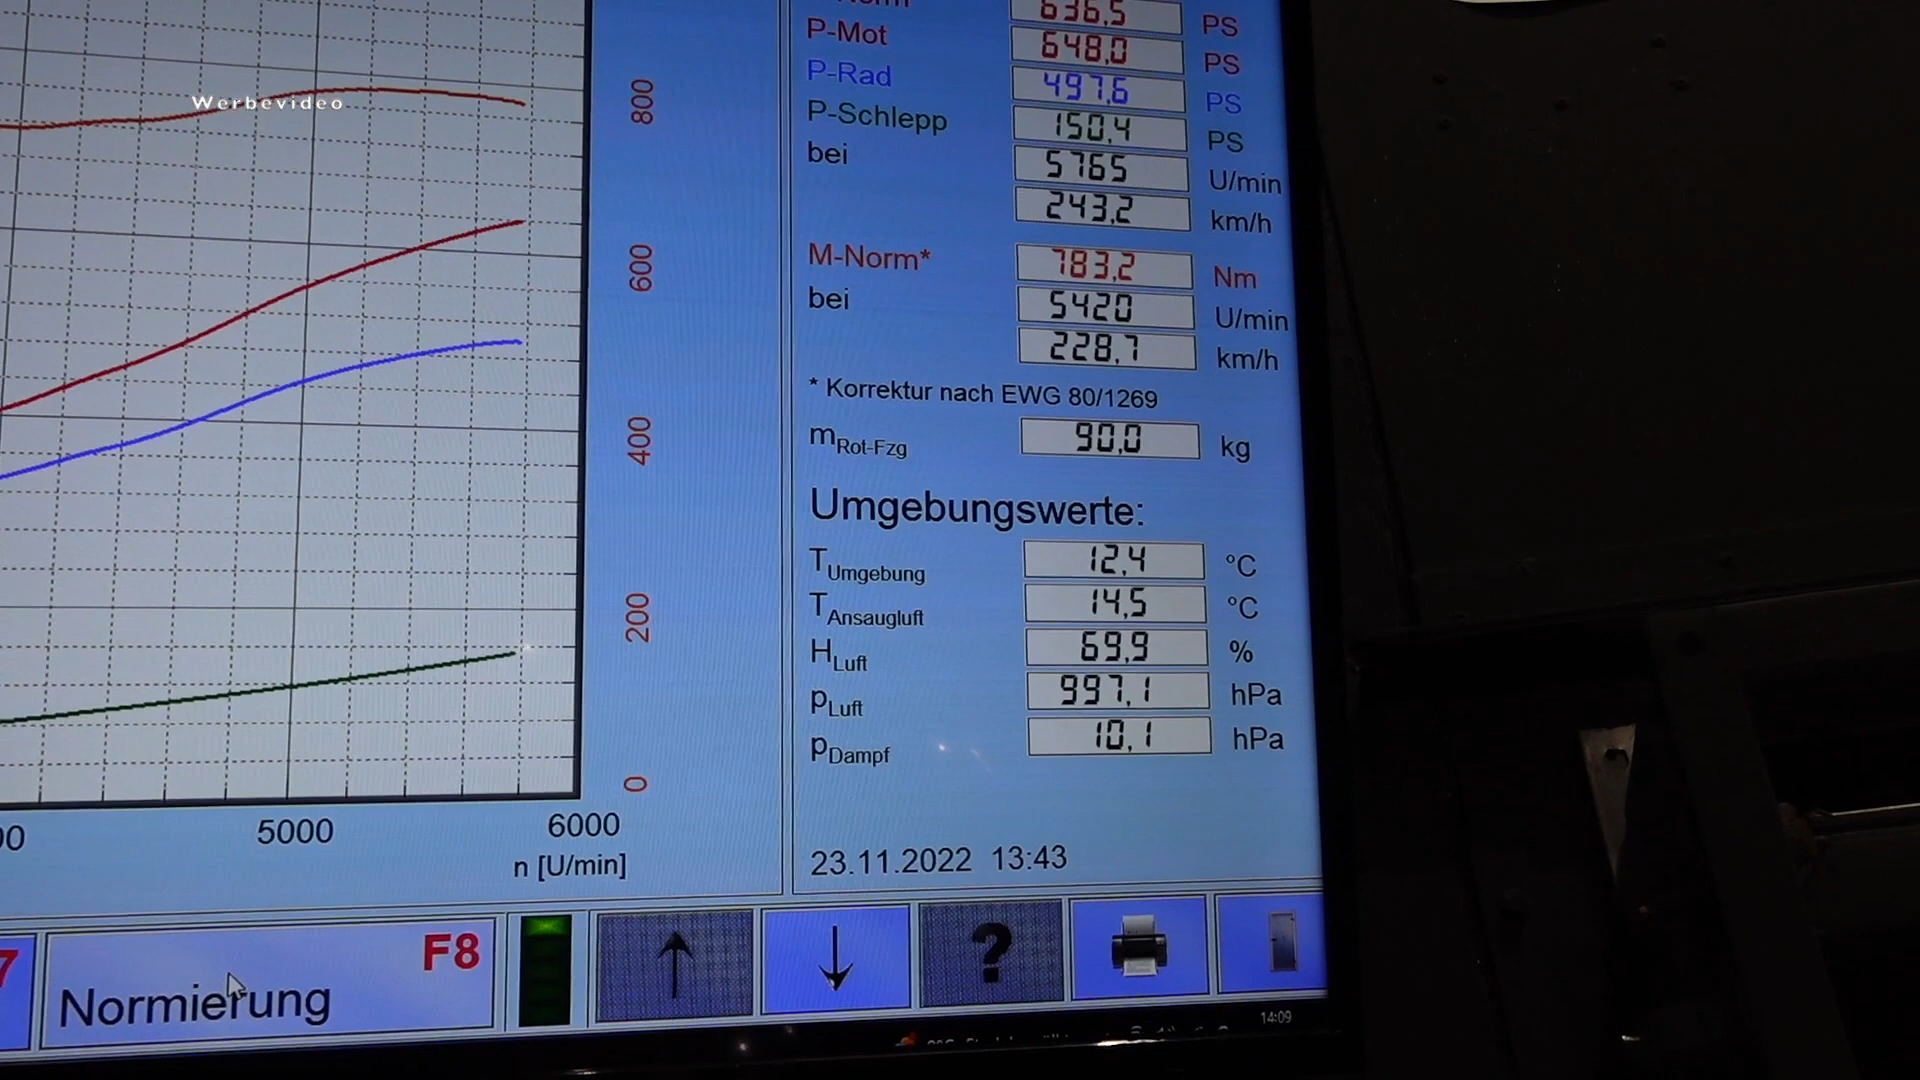 636,5 PS
P-Mot 648,0 PS
P-Rad 497,6 PS
P-Schlepp 150,4 PS
bei 5765 U/min
243,2 km/h
M-Norm* 783,2 Nm
bei 5420 U/min
228,7 km/h
* Korrektur nach EWG 80/1269
mRot-Fzg 90,0 kg
Umgebungswerte:
TUmgebung 12,4 °C
TAnsaugluft 14,5 °C
HLuft 69,9 %
pLuft 997,1 hPa
pDampf 10,1 hPa
23.11.2022 13:43
Werbevideo
800
600
400
200
0
5000 6000
n [U/min]
7
Normierung F8
?
14:09